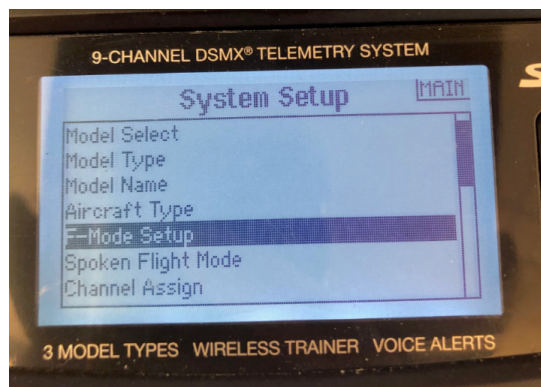 9-CHANNEL DSMX® TELEMETRY SYSTEM
System Setup
MAIN
Model Select
Model Type
Model Name
Aircraft Type
F-Mode Setup
Spoken Flight Mode
Channel Assign
3 MODEL TYPES WIRELESS TRAINER VOICE ALERTS